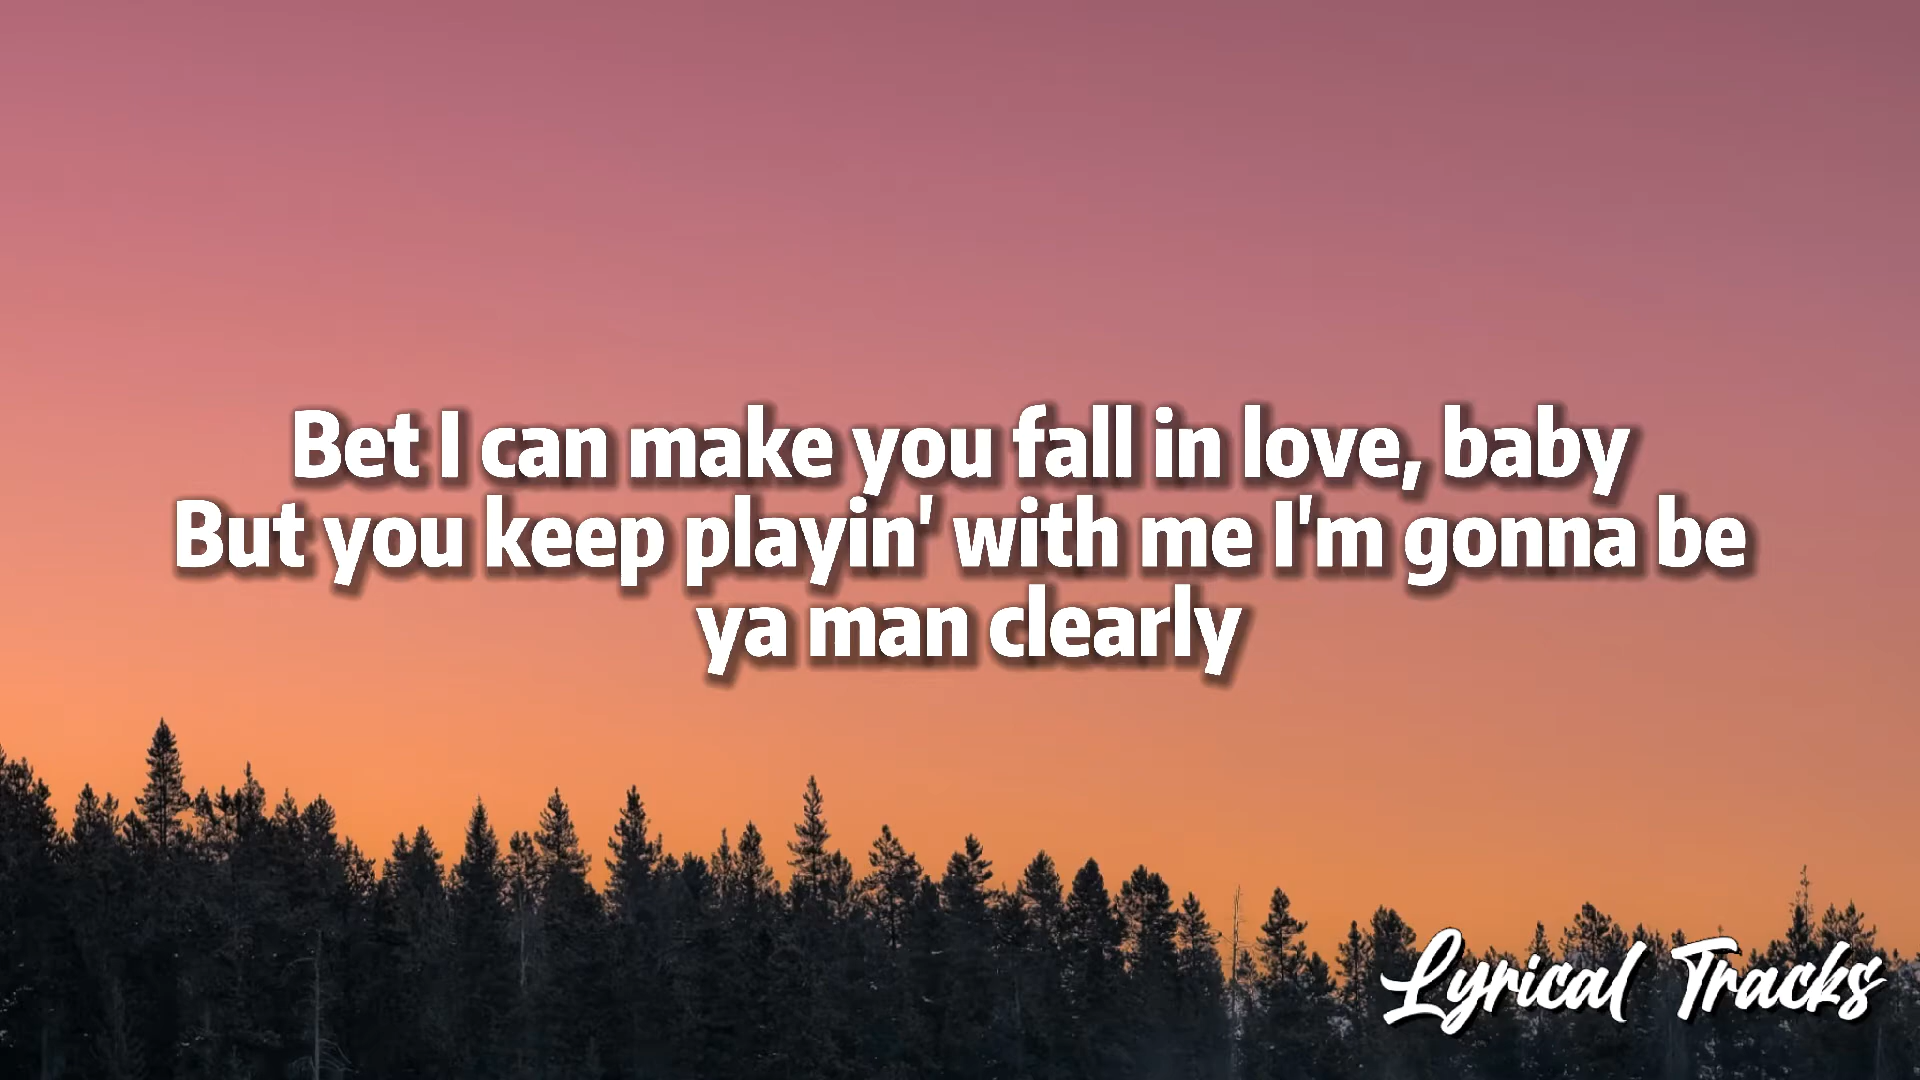 Bet I can make you fall in love, baby
But you keep playin' with me I'm gonna be
ya man clearly
Lyrical Tracks